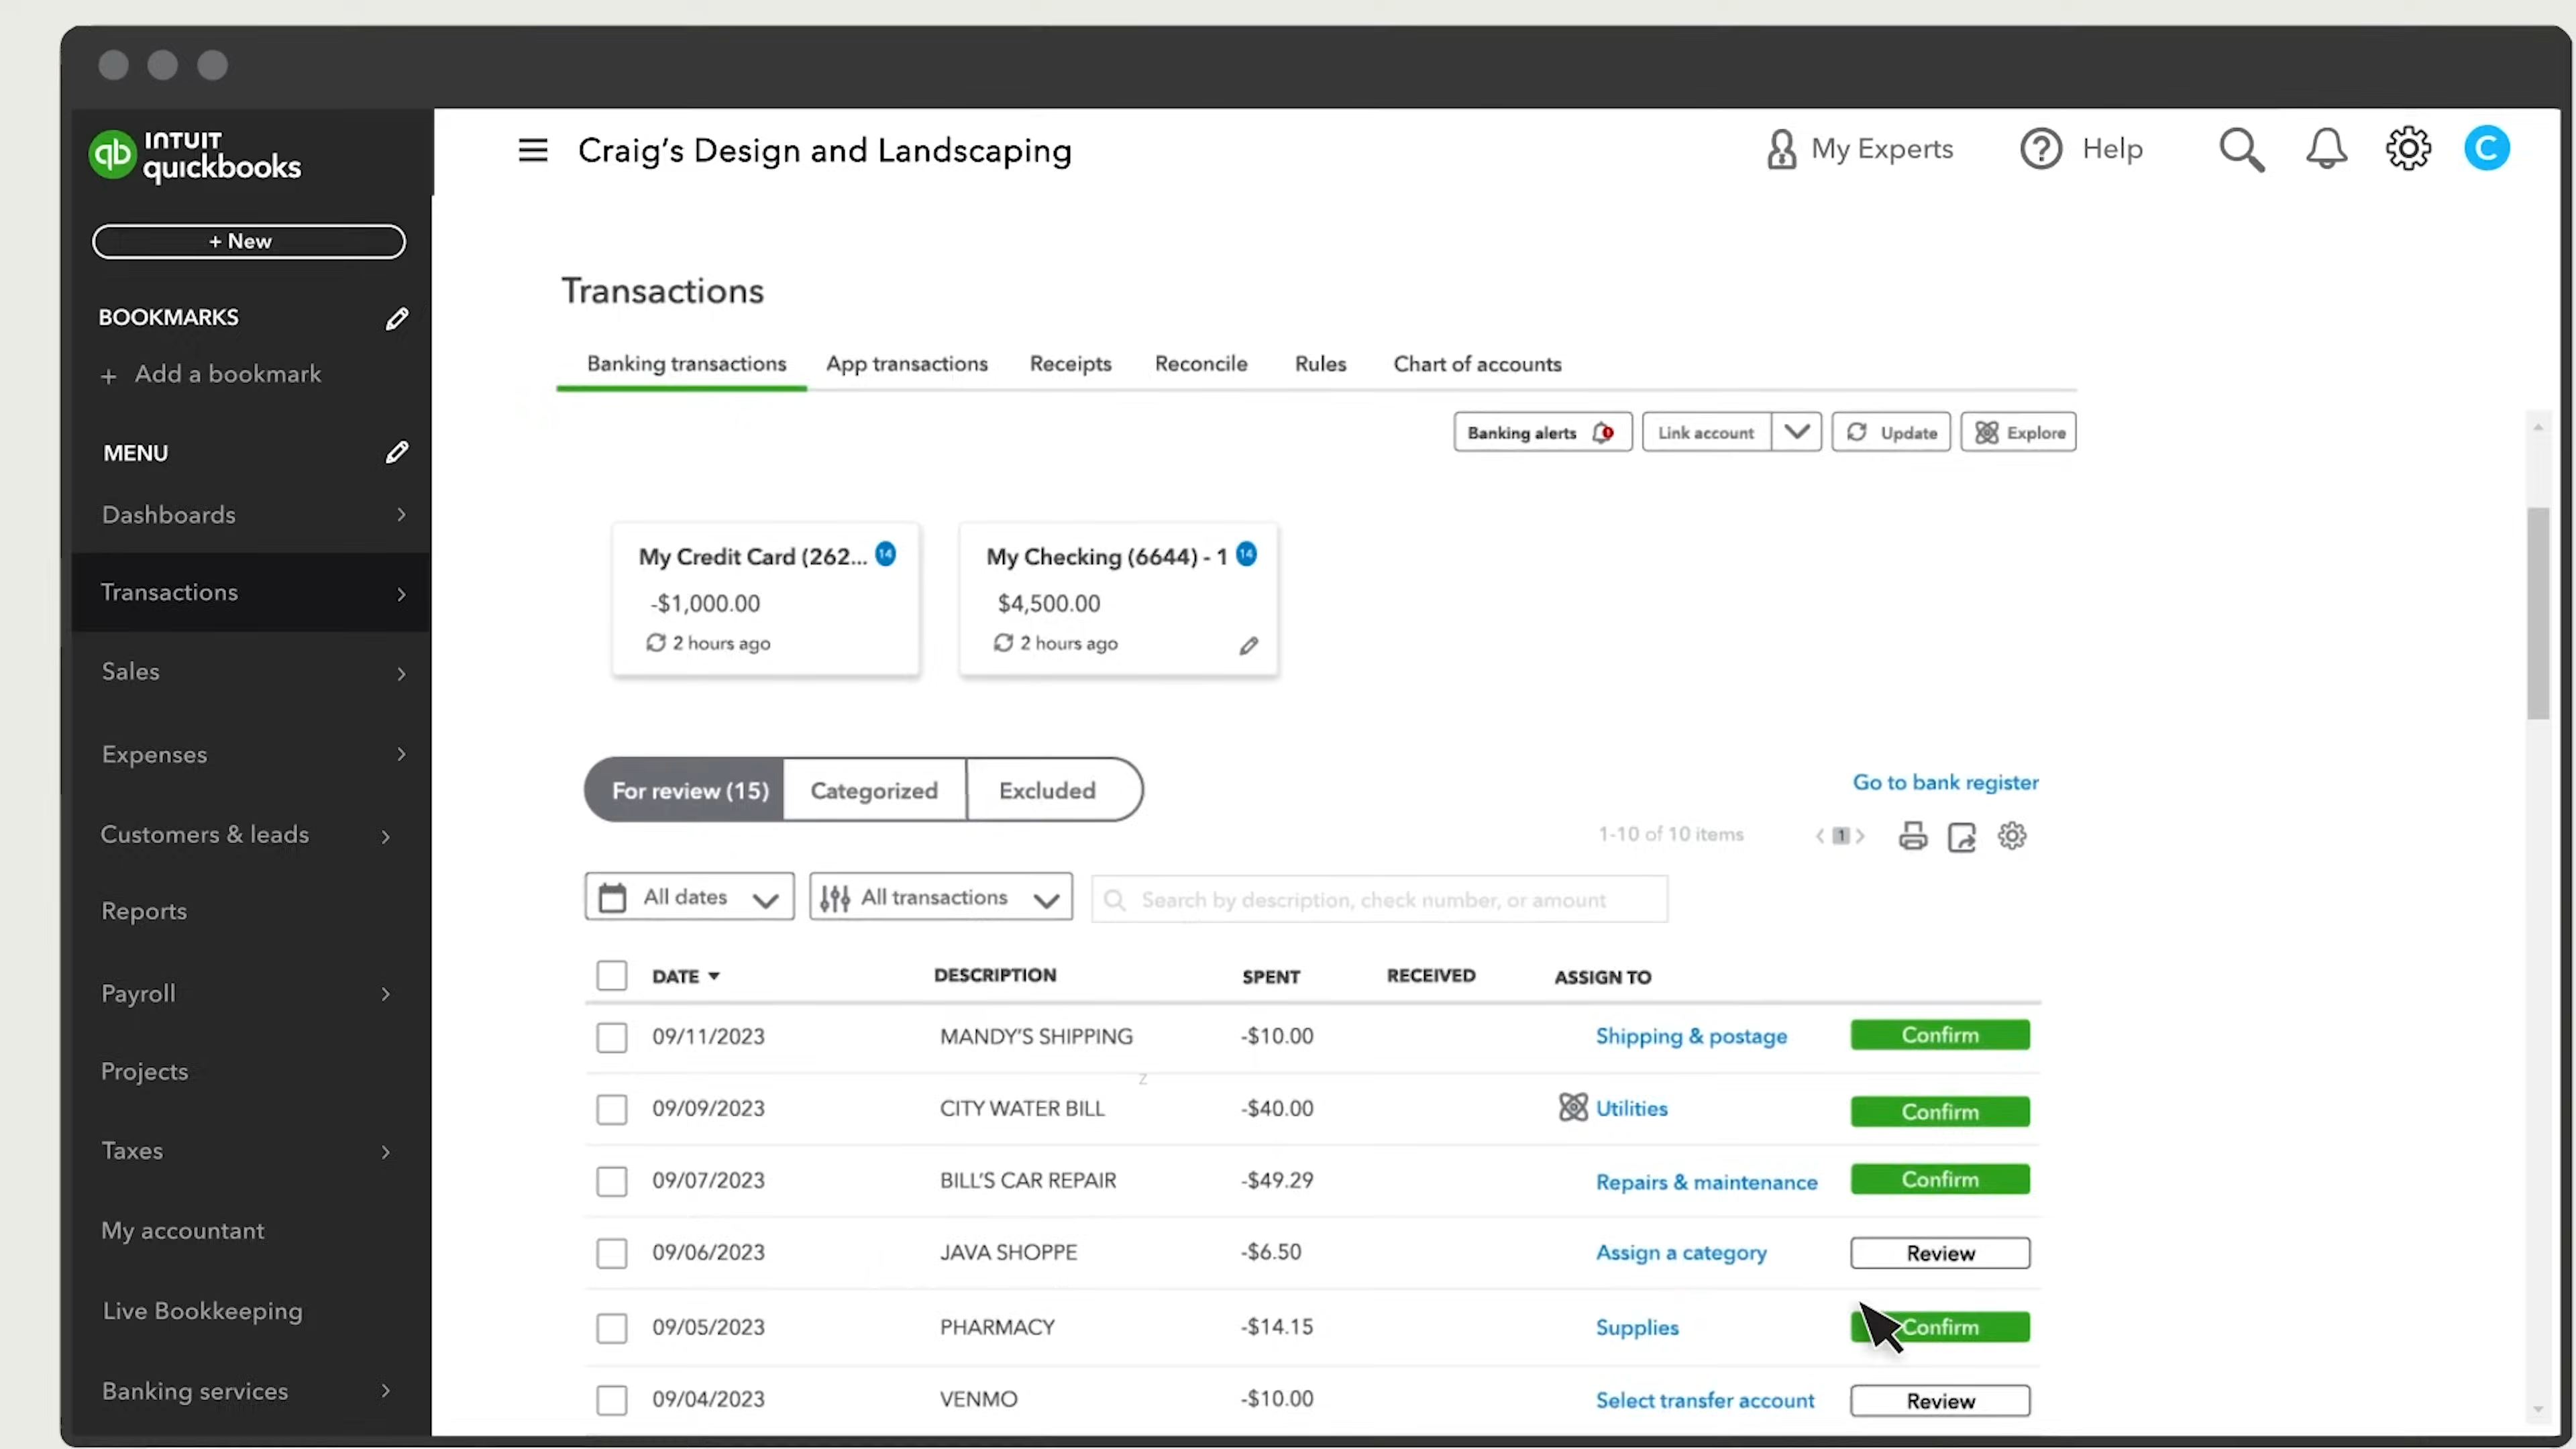 INTUIT
quickbooks
Craig's Design and Landscaping
My Experts
Help
C
+ New
BOOKMARKS
+ Add a bookmark
MENU
Dashboards
Transactions
Sales
Expenses
Customers & leads
Reports
Payroll
Projects
Taxes
My accountant
Live Bookkeeping
Banking services
Transactions
Banking transactions App transactions Receipts Reconcile Rules Chart of accounts
Banking alerts Link account Update Explore
My Credit Card (262... 14
-$1,000.00
2 hours ago
My Checking (6644) - 1 14
$4,500.00
2 hours ago
For review (15) Categorized Excluded
Go to bank register
1-10 of 10 items < 1 >
All dates All transactions Search by description, check number, or amount
DATE DESCRIPTION SPENT RECEIVED ASSIGN TO
09/11/2023 MANDY'S SHIPPING -$10.00 Shipping & postage Confirm
z
09/09/2023 CITY WATER BILL -$40.00 Utilities Confirm
09/07/2023 BILL'S CAR REPAIR -$49.29 Repairs & maintenance Confirm
09/06/2023 JAVA SHOPPE -$6.50 Assign a category Review
09/05/2023 PHARMACY -$14.15 Supplies Confirm
09/04/2023 VENMO -$10.00 Select transfer account Review